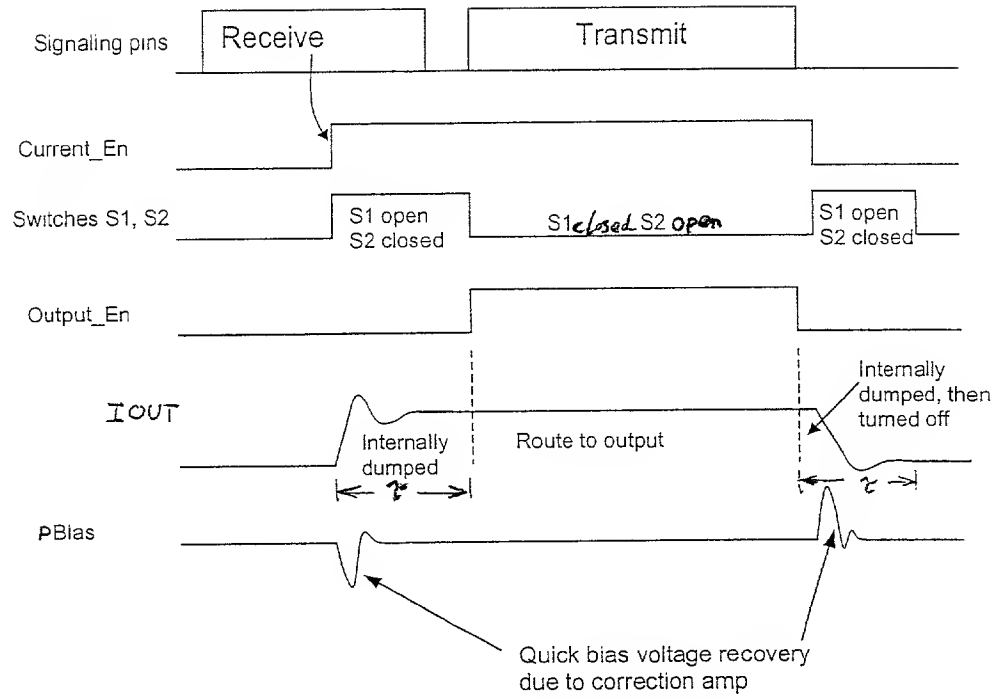 Signaling pins
Receive
Transmit
Current_En
Switches S1, S2
S1 open
S2 closed
S1 closed S2 open
S1 open
S2 closed
Output_En
Internally
dumped, then
turned off
IOUT
Internally
dumped
Route to output
τ
τ
PBias
Quick bias voltage recovery
due to correction amp